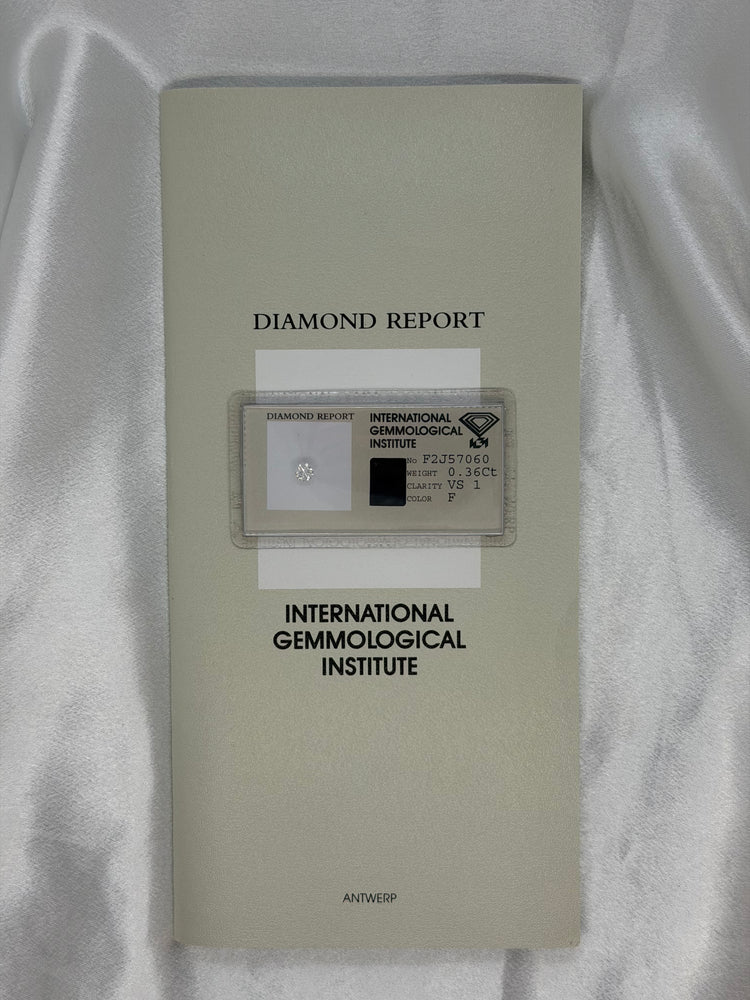 DIAMOND REPORT
DIAMOND REPORT
INTERNATIONAL
GEMMOLOGICAL
INSTITUTE
No F2J57060
WEIGHT 0.36Ct
CLARITY VS 1
COLOR F
INTERNATIONAL
GEMMOLOGICAL
INSTITUTE
ANTWERP